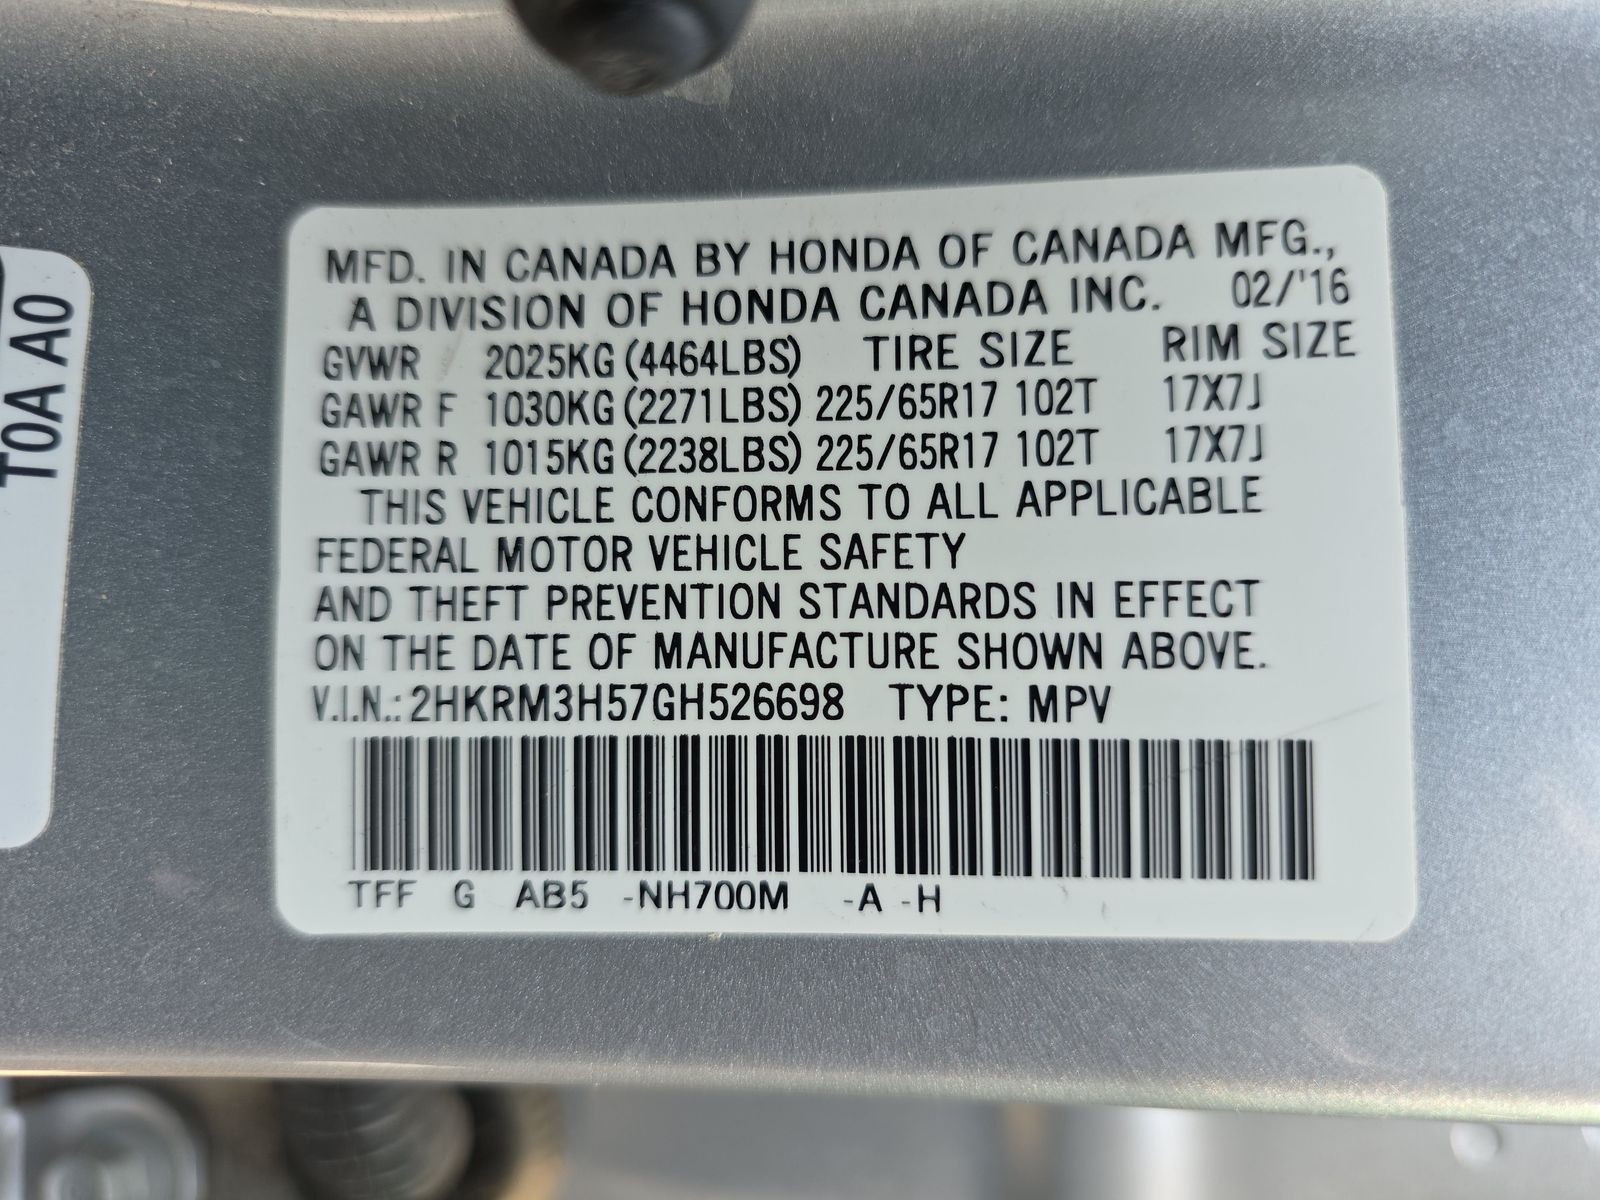 T0A A0
MFD. IN CANADA BY HONDA OF CANADA MFG.,
A DIVISION OF HONDA CANADA INC. 02/'16
GVWR 2025KG (4464LBS) TIRE SIZE RIM SIZE
GAWR F 1030KG (2271LBS) 225/65R17 102T 17X7J
GAWR R 1015KG (2238LBS) 225/65R17 102T 17X7J
THIS VEHICLE CONFORMS TO ALL APPLICABLE
FEDERAL MOTOR VEHICLE SAFETY
AND THEFT PREVENTION STANDARDS IN EFFECT
ON THE DATE OF MANUFACTURE SHOWN ABOVE.
V.I.N.: 2HKRM3H57GH526698 TYPE: MPV
TFF G AB5 -NH700M -A -H